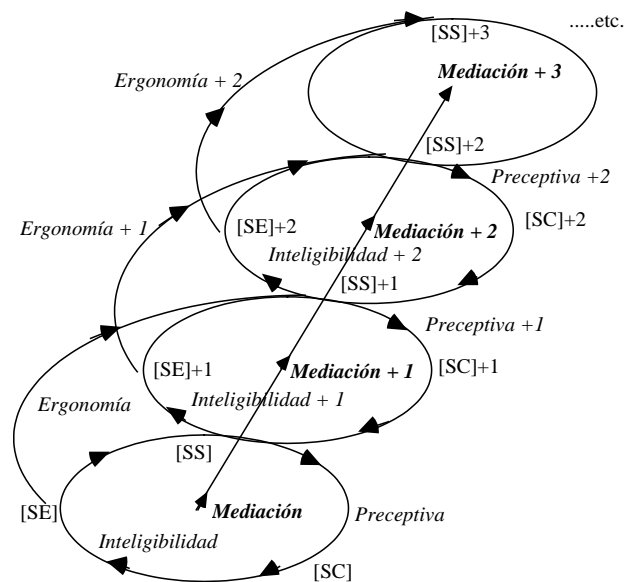 .....etc.
[SS]+3
Mediación + 3
Ergonomía + 2
[SS]+2
Preceptiva +2
[SE]+2
Mediación + 2
[SC]+2
Ergonomía + 1
Inteligibilidad + 2
[SS]+1
Preceptiva +1
[SE]+1
Mediación + 1
[SC]+1
Ergonomía
Inteligibilidad + 1
[SS]
[SE]
Mediación
Preceptiva
Inteligibilidad
[SC]